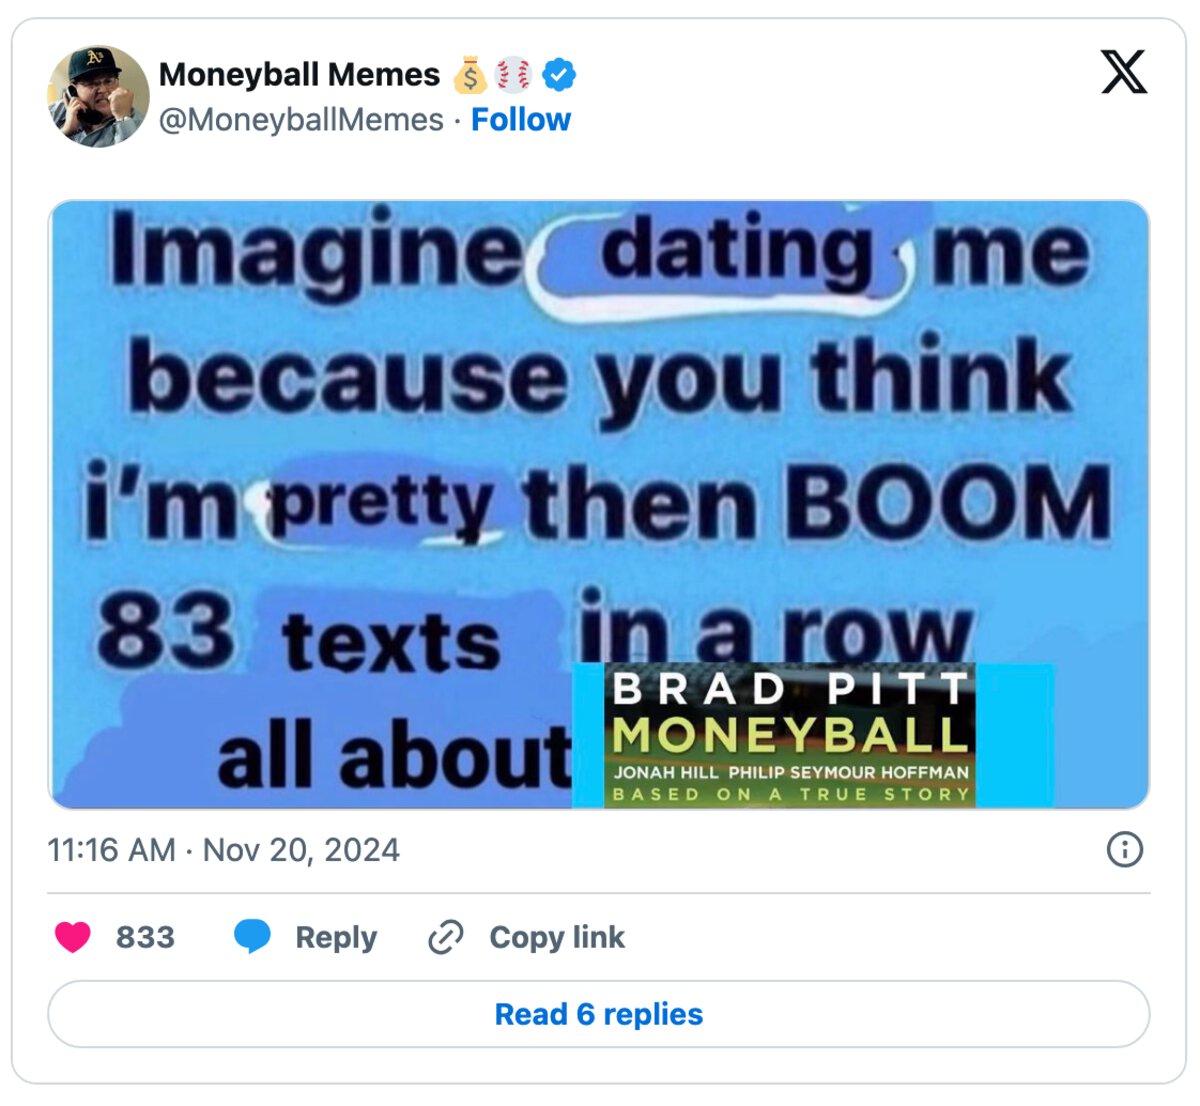 Moneyball Memes 💰⚾
@MoneyballMemes · Follow
Imagine dating me
because you think
i'm pretty then BOOM
83 texts in a row
all about
BRAD PITT
MONEYBALL
JONAH HILL PHILIP SEYMOUR HOFFMAN
BASED ON A TRUE STORY
11:16 AM · Nov 20, 2024
833 Reply Copy link
Read 6 replies